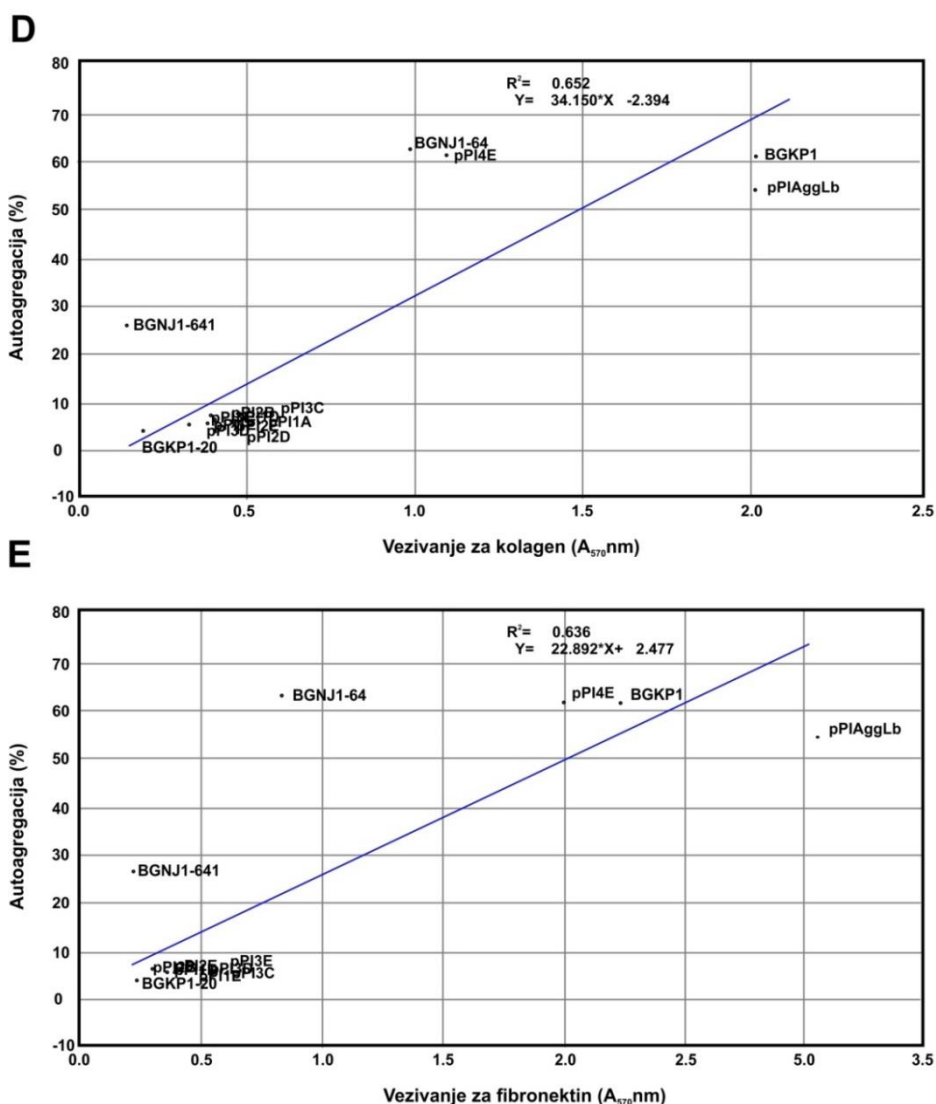 D
80
70
60
50
40
30
20
10
0
-10
Autoagregacija (%)
R²= 0.652
Y= 34.150*X -2.394
BGNJ1-64
pPI4E
BGKP1
pPIAggLb
BGNJ1-641
pPI3C
pPI1A
pPI3D
pPI2D
BGKP1-20
0.0 0.5 1.0 1.5 2.0 2.5
Vezivanje za kolagen (A₅₇₀nm)
E
80
70
60
50
40
30
20
10
0
-10
Autoagregacija (%)
R²= 0.636
Y= 22.892*X+ 2.477
BGNJ1-64
pPI4E BGKP1
pPIAggLb
BGNJ1-641
pPI3E
pPI3C
pPI1E
BGKP1-20
0.0 0.5 1.0 1.5 2.0 2.5 5.0 3.5
Vezivanje za fibronektin (A₅₇₀nm)